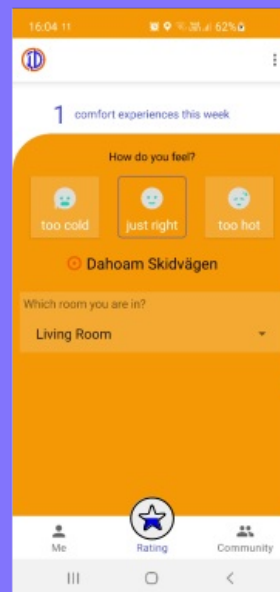 16:04 11
62%
1 comfort experiences this week
How do you feel?
too cold just right too hot
Dahoam Skidvägen
Which room you are in?
Living Room
Me Rating Community